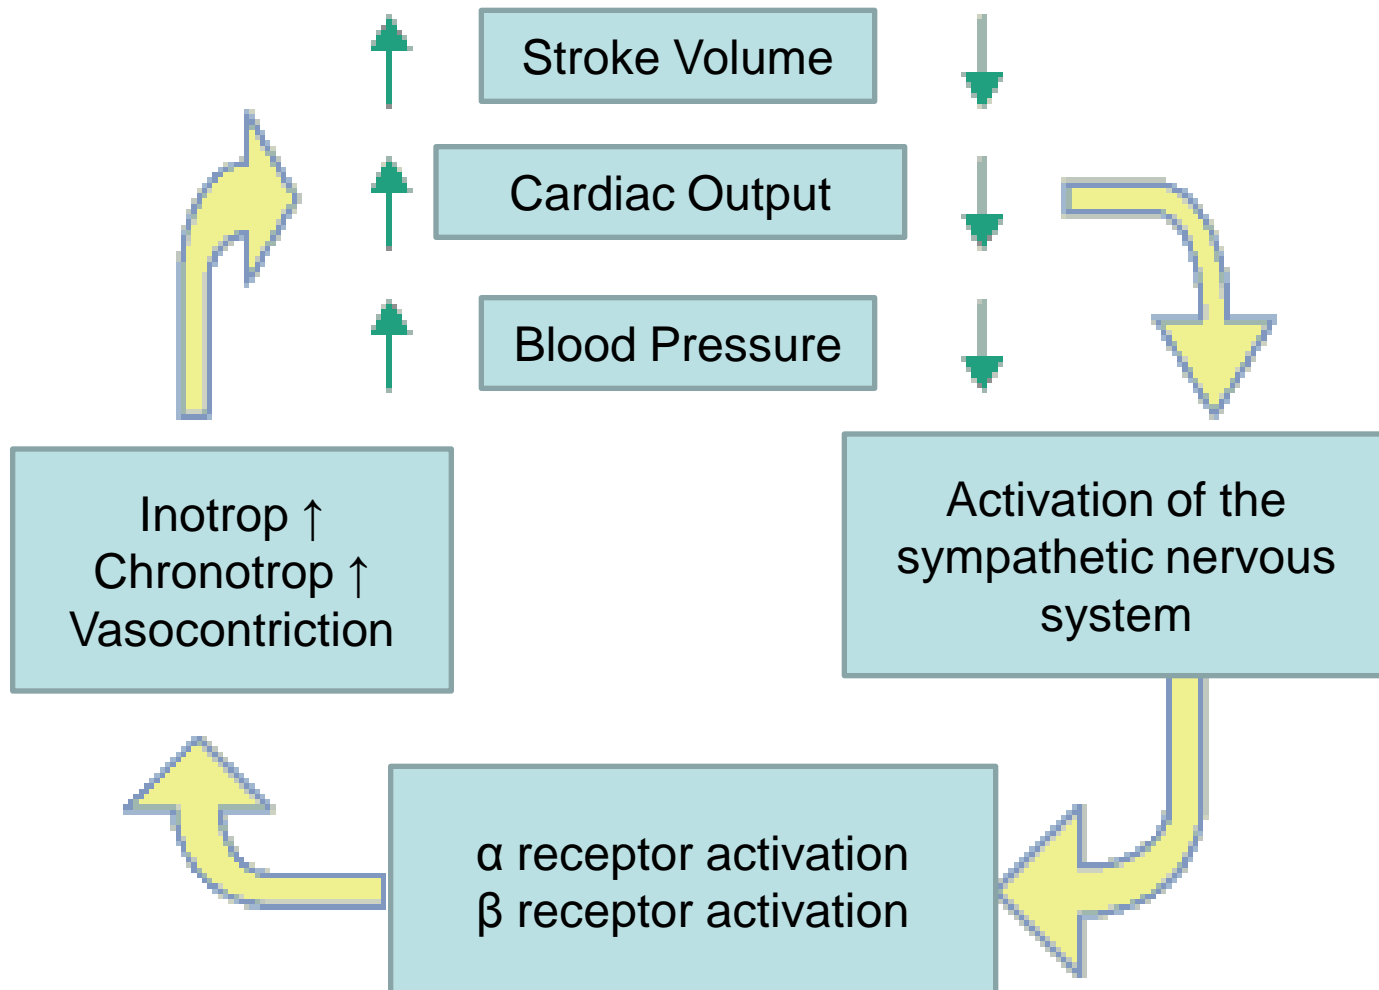 Stroke Volume
Cardiac Output
Blood Pressure
Inotrop ↑
Chronotrop ↑
Vasocontriction
Activation of the
sympathetic nervous
system
α receptor activation
β receptor activation